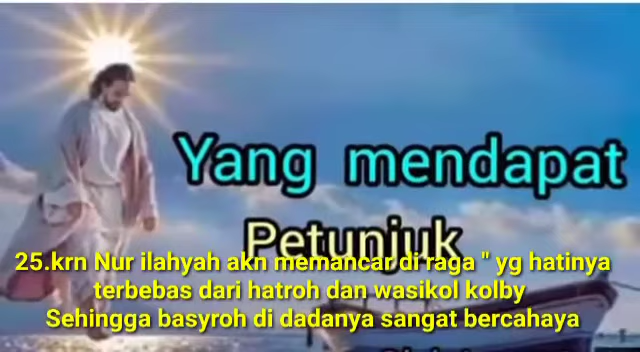 Yang mendapat
Petunjuk
25.krn Nur ilahyah akn memancar di raga " yg hatinya
terbebas dari hatroh dan wasikol kolby
Sehingga basyroh di dadanya sangat bercahaya